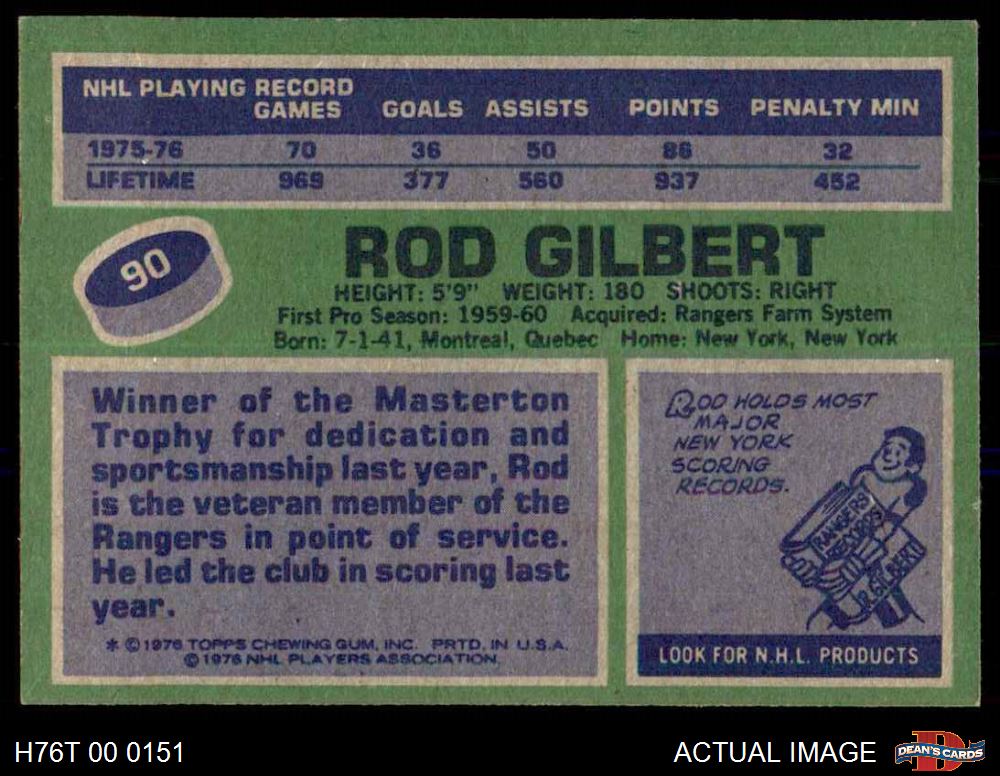 NHL PLAYING RECORD
GAMES GOALS ASSISTS POINTS PENALTY MIN
1975-76 70 36 50 86 32
LIFETIME 969 377 560 937 452
90
ROD GILBERT
HEIGHT: 5'9" WEIGHT: 180 SHOOTS: RIGHT
First Pro Season: 1959-60 Acquired: Rangers Farm System
Born: 7-1-41, Montreal, Quebec Home: New York, New York
Winner of the Masterton
Trophy for dedication and
sportsmanship last year, Rod
is the veteran member of the
Rangers in point of service.
He led the club in scoring last
year.
* © 1976 TOPPS CHEWING GUM, INC. PRTD. IN U.S.A.
© 1976 NHL PLAYERS ASSOCIATION.
ROD HOLDS MOST
MAJOR
NEW YORK
SCORING
RECORDS.
RANGERS
RECORDS
R. GILBERT
LOOK FOR N.H.L. PRODUCTS
H76T 00 0151
ACTUAL IMAGE
D
DEAN'S CARDS